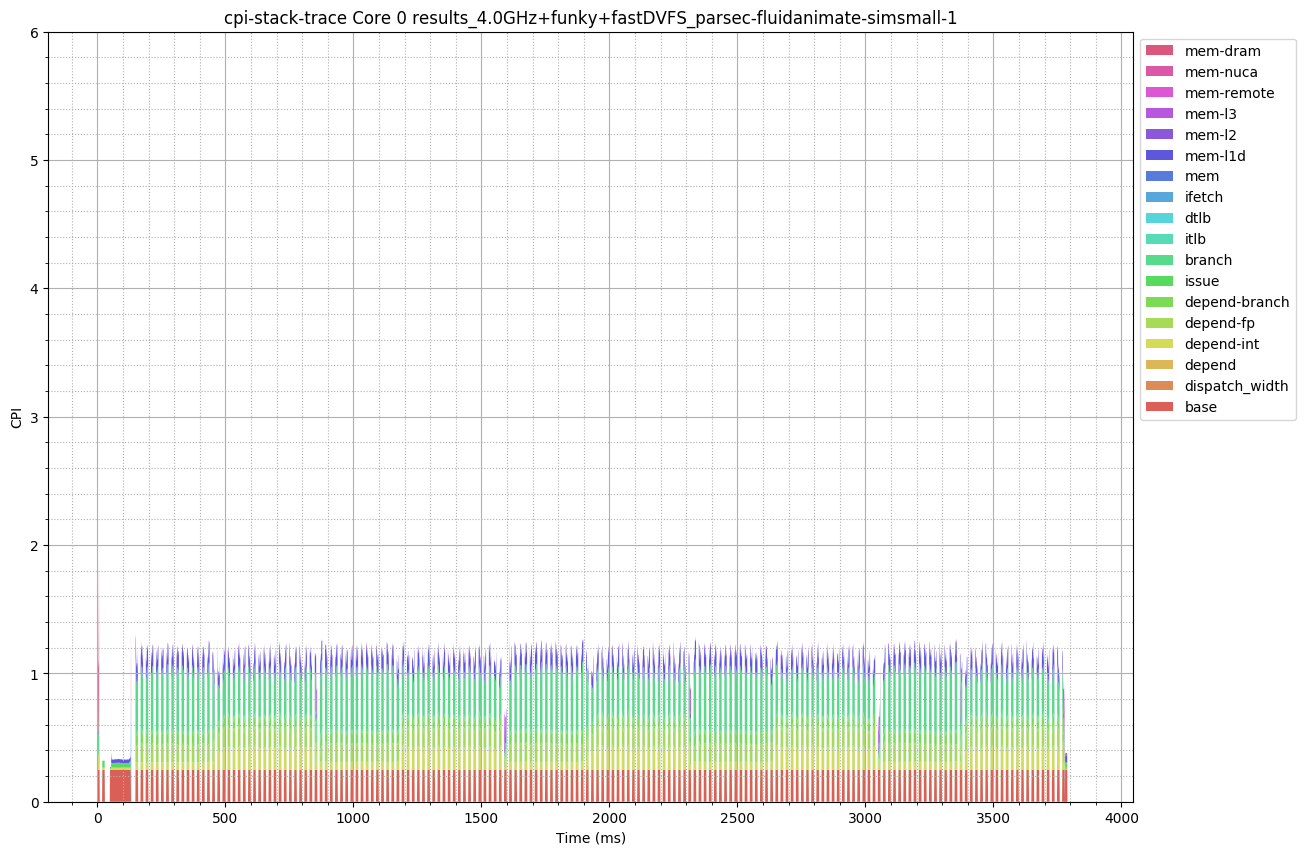 cpi-stack-trace Core 0 results_4.0GHz+funky+fastDVFS_parsec-fluidanimate-simsmall-1
6
5
4
3
2
1
0
CPI
0
500
1000
1500
2000
2500
3000
3500
4000
Time (ms)
mem-dram
mem-nuca
mem-remote
mem-l3
mem-l2
mem-l1d
mem
ifetch
dtlb
itlb
branch
issue
depend-branch
depend-fp
depend-int
depend
dispatch_width
base